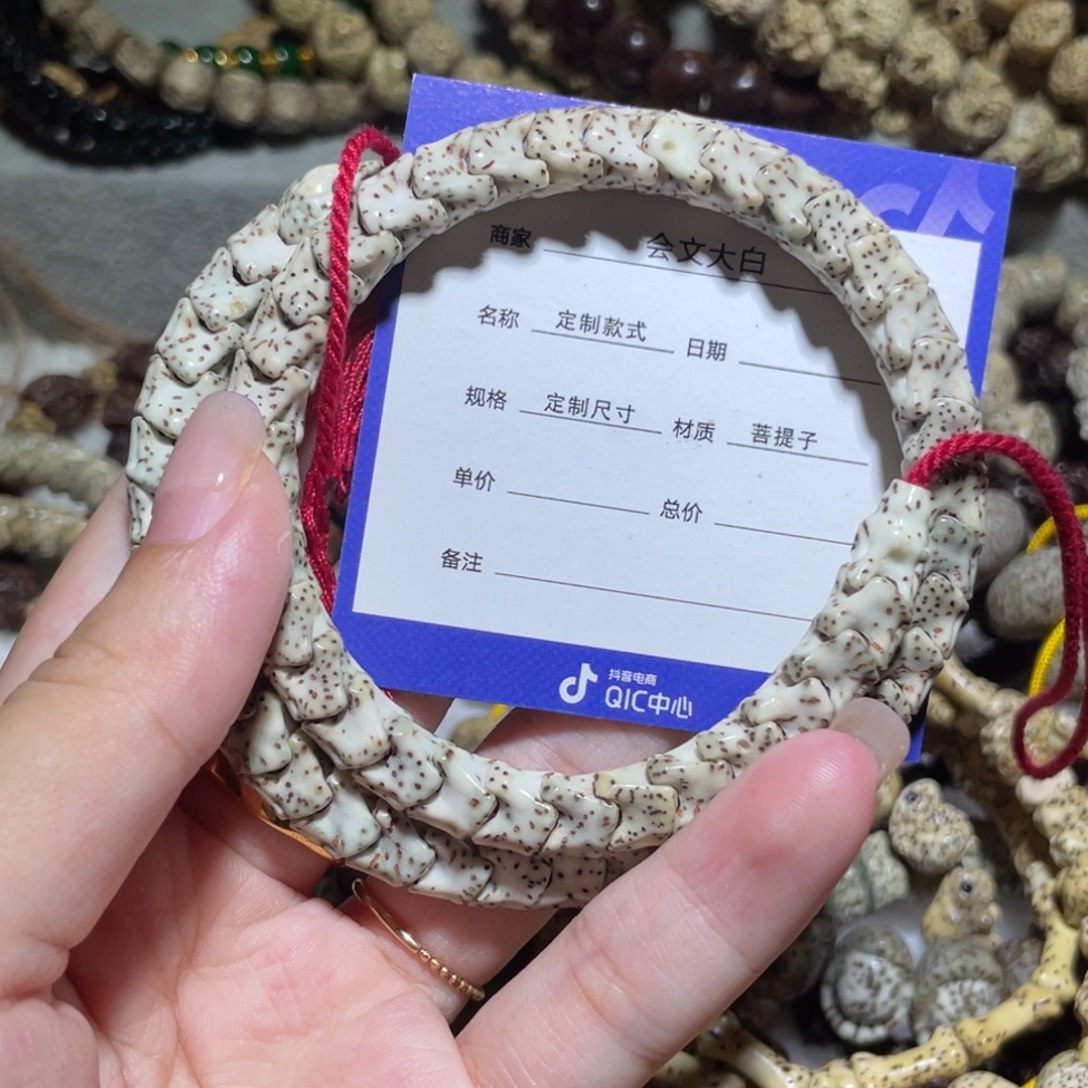 商家 会文大白
名称 定制款式 日期
规格 定制尺寸 材质 菩提子
单价 总价
备注
抖音电商
QIC中心